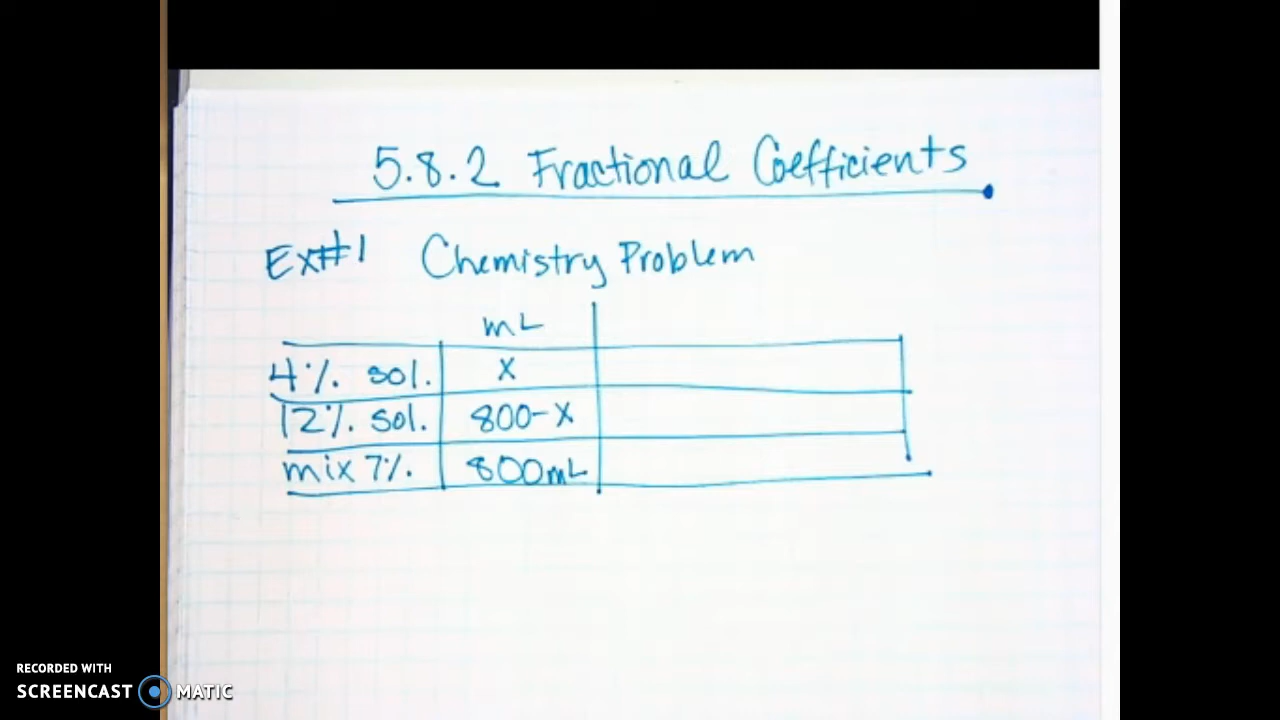 5.8.2 Fractional Coefficients
Ex#1 Chemistry Problem
mL
4% sol. x
12% sol. 800-x
mix 7% 800mL
RECORDED WITH
SCREENCAST MATIC